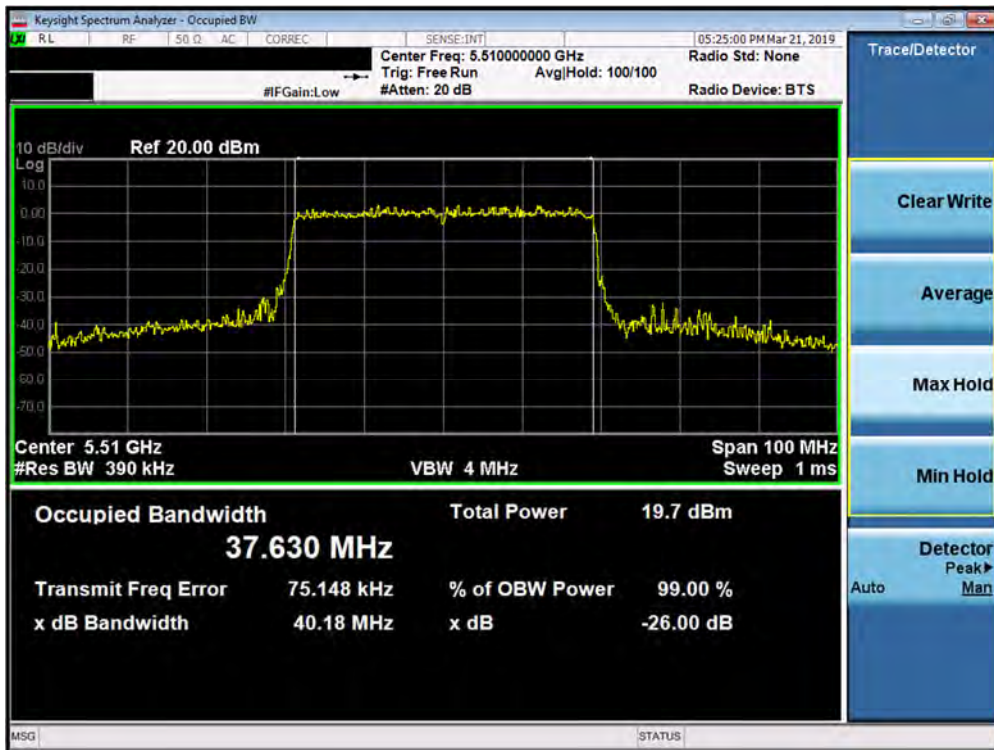 Keysight Spectrum Analyzer - Occupied BW
LXI RL RF 50 Ω AC CORREC SENSE:INT 05:25:00 PM Mar 21, 2019
Center Freq: 5.510000000 GHz Radio Std: None
Trig: Free Run Avg|Hold: 100/100
#IFGain:Low #Atten: 20 dB Radio Device: BTS
10 dB/div Ref 20.00 dBm
Log
10.0
0.00
-10.0
-20.0
-30.0
-40.0
-50.0
-60.0
-70.0
Center 5.51 GHz Span 100 MHz
#Res BW 390 kHz VBW 4 MHz Sweep 1 ms
Occupied Bandwidth Total Power 19.7 dBm
37.630 MHz
Transmit Freq Error 75.148 kHz % of OBW Power 99.00 %
x dB Bandwidth 40.18 MHz x dB -26.00 dB
Trace/Detector
Clear Write
Average
Max Hold
Min Hold
Detector
Peak▶
Auto Man
MSG STATUS